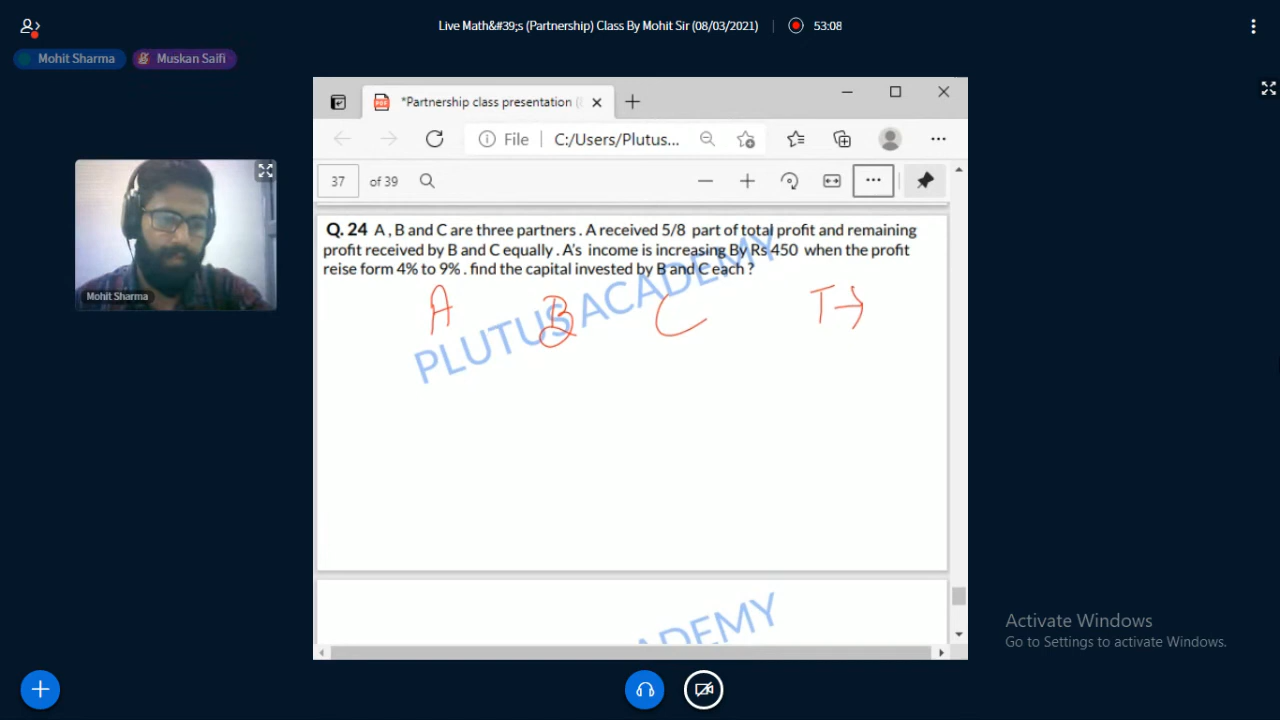 Live Math&#39;s (Partnership) Class By Mohit Sir (08/03/2021) | 53:08
Mohit Sharma Muskan Saifi
*Partnership class presentation (
File C:/Users/Plutus...
37 of 39
Q. 24 A , B and C are three partners . A received 5/8 part of total profit and remaining
profit received by B and C equally . A's income is increasing By Rs 450 when the profit
reise form 4% to 9% . find the capital invested by B and C each ?
Mohit Sharma
A B C T→
PLUTUS ACADEMY
ADEMY
Activate Windows
Go to Settings to activate Windows.